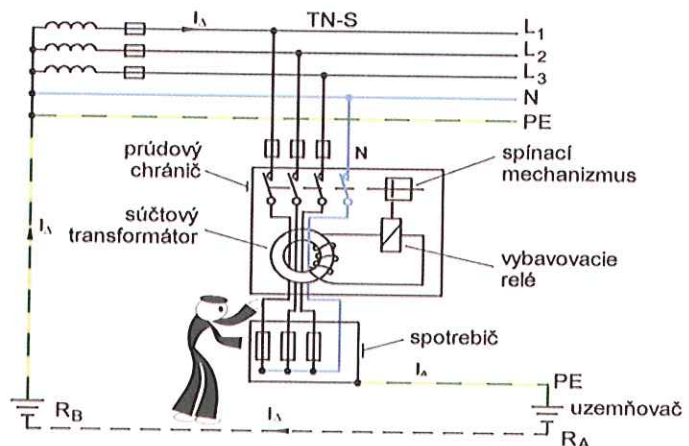 I∆
TN-S
L1
L2
L3
N
PE
N
prúdový
chránič
spínací
mechanizmus
súčtový
transformátor
I∆
vybavovacie
relé
spotrebič
I∆
PE
RB
I∆
uzemňovač
RA